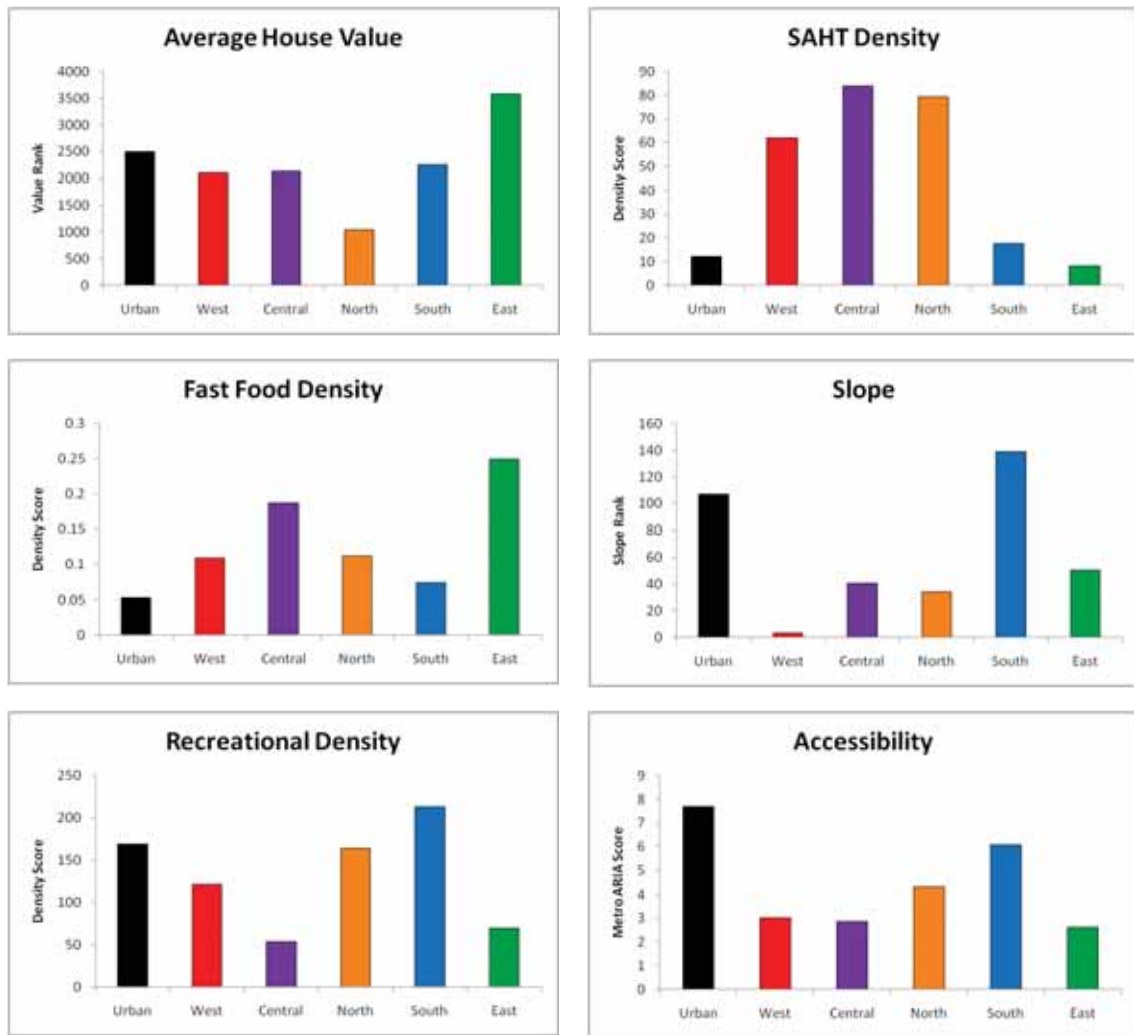 Average House Value
4000
3500
3000
2500
2000
1500
1000
500
0
Value Rank
Urban West Central North South East
SAHT Density
90
80
70
60
50
40
30
20
10
0
Density Score
Urban West Central North South East
Fast Food Density
0.3
0.25
0.2
0.15
0.1
0.05
0
Density Score
Urban West Central North South East
Slope
160
140
120
100
80
60
40
20
0
Slope Rank
Urban West Central North South East
Recreational Density
250
200
150
100
50
0
Density Score
Urban West Central North South East
Accessibility
9
8
7
6
5
4
3
2
1
0
Metro ARIA Score
Urban West Central North South East